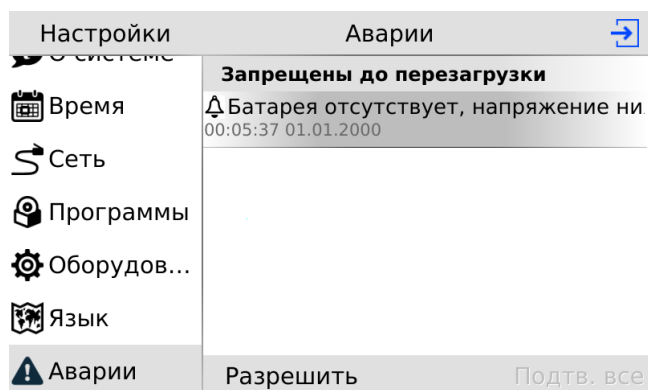 Настройки
Аварии
О системе
Время
Сеть
Программы
Оборудов...
Язык
Аварии
Запрещены до перезагрузки
Батарея отсутствует, напряжение ни
00:05:37 01.01.2000
Разрешить
Подтв. все